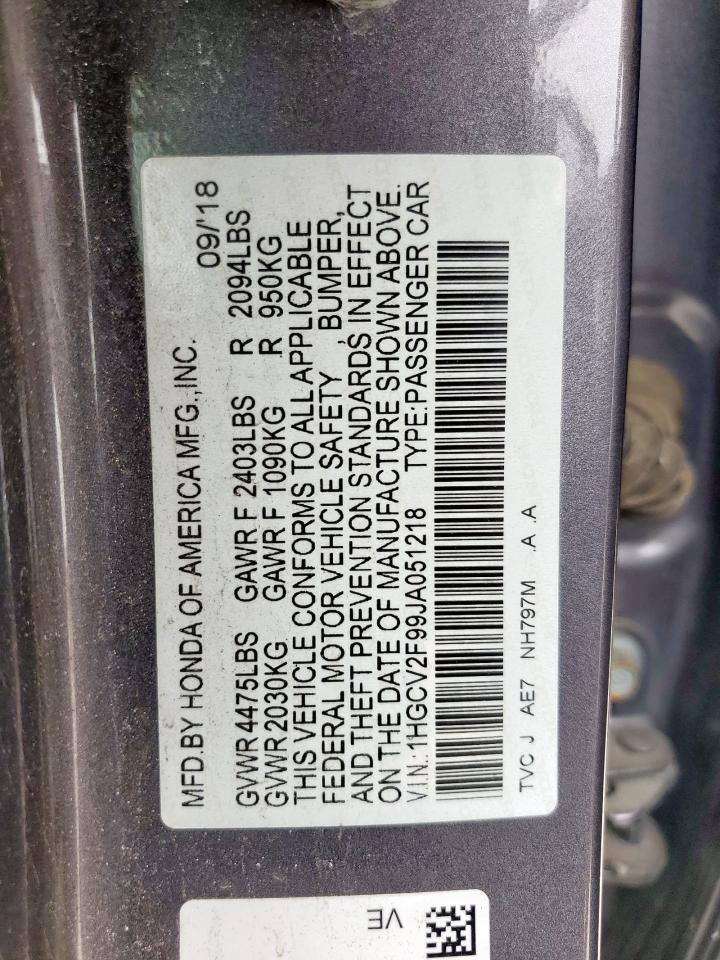 MFD.BY HONDA OF AMERICA MFG.,INC. 09/'18
GVWR 4475LBS GAWR F 2403LBS R 2094LBS
GVWR 2030KG GAWR F 1090KG R 950KG
THIS VEHICLE CONFORMS TO ALL APPLICABLE
FEDERAL MOTOR VEHICLE SAFETY , BUMPER,
AND THEFT PREVENTION STANDARDS IN EFFECT
ON THE DATE OF MANUFACTURE SHOWN ABOVE.
V.I.N.: 1HGCV2F99JA051218 TYPE:PASSENGER CAR
TVC J AE7 NH797M .A .A
VE